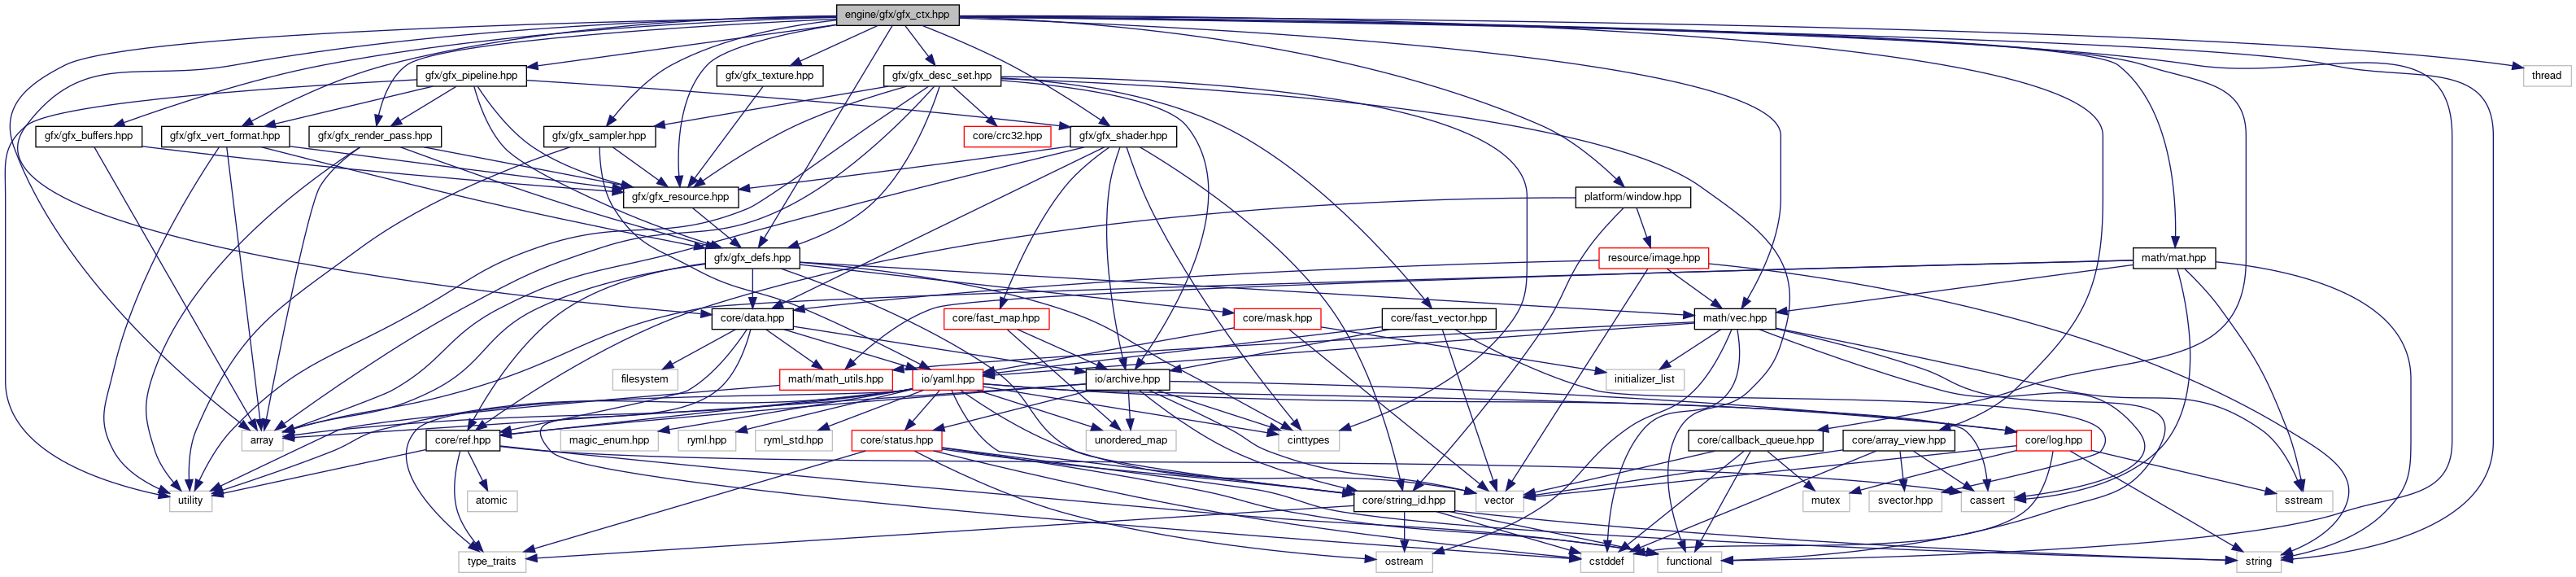 engine/gfx/gfx_ctx.hpp
gfx/gfx_pipeline.hpp
gfx/gfx_texture.hpp
gfx/gfx_desc_set.hpp
thread
gfx/gfx_buffers.hpp
gfx/gfx_vert_format.hpp
gfx/gfx_render_pass.hpp
gfx/gfx_sampler.hpp
core/crc32.hpp
gfx/gfx_shader.hpp
gfx/gfx_resource.hpp
platform/window.hpp
gfx/gfx_defs.hpp
resource/image.hpp
math/mat.hpp
core/data.hpp
core/fast_map.hpp
core/mask.hpp
core/fast_vector.hpp
math/vec.hpp
filesystem
math/math_utils.hpp
io/yaml.hpp
io/archive.hpp
initializer_list
array
core/ref.hpp
magic_enum.hpp
ryml.hpp
ryml_std.hpp
core/status.hpp
unordered_map
cinttypes
core/callback_queue.hpp
core/array_view.hpp
core/log.hpp
utility
atomic
core/string_id.hpp
vector
mutex
svector.hpp
cassert
sstream
type_traits
ostream
cstddef
functional
string